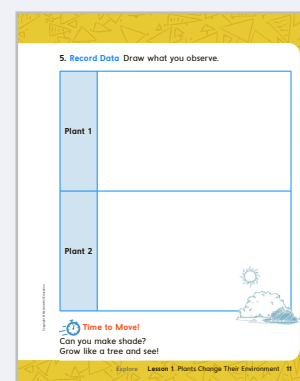 5. Record Data Draw what you observe.
Plant 1
Plant 2
Time to Move!
Can you make shade?
Grow like a tree and see!
Explore Lesson 1 Plants Change Their Environment 11